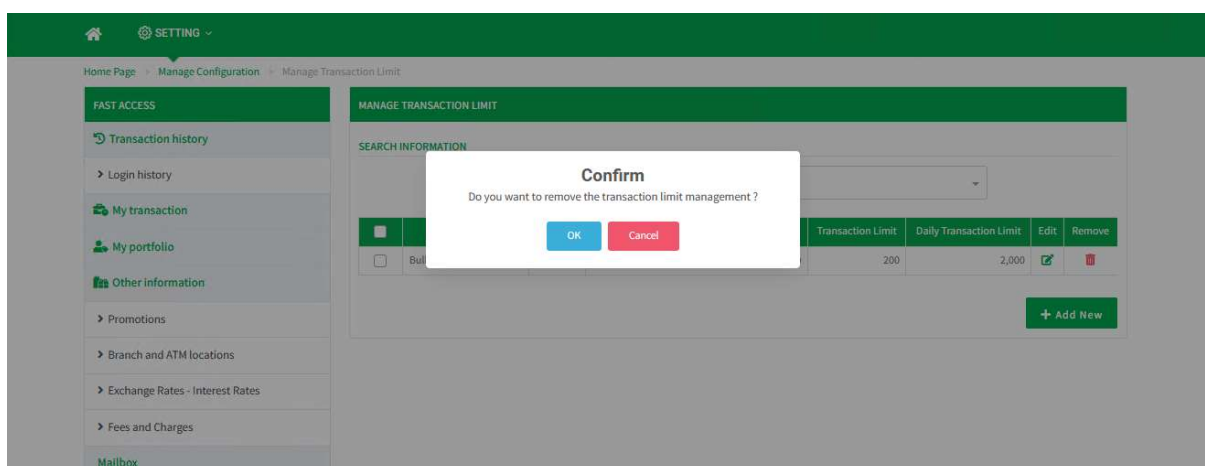 SETTING
Home Page Manage Configuration Manage Transaction Limit
FAST ACCESS
Transaction history
Login history
My transaction
My portfolio
Other information
Promotions
Branch and ATM locations
Exchange Rates - Interest Rates
Fees and Charges
Mailbox
MANAGE TRANSACTION LIMIT
SEARCH INFORMATION
Confirm
Do you want to remove the transaction limit management ?
OK Cancel
Transaction Limit Daily Transaction Limit Edit Remove
200 2,000
+ Add New